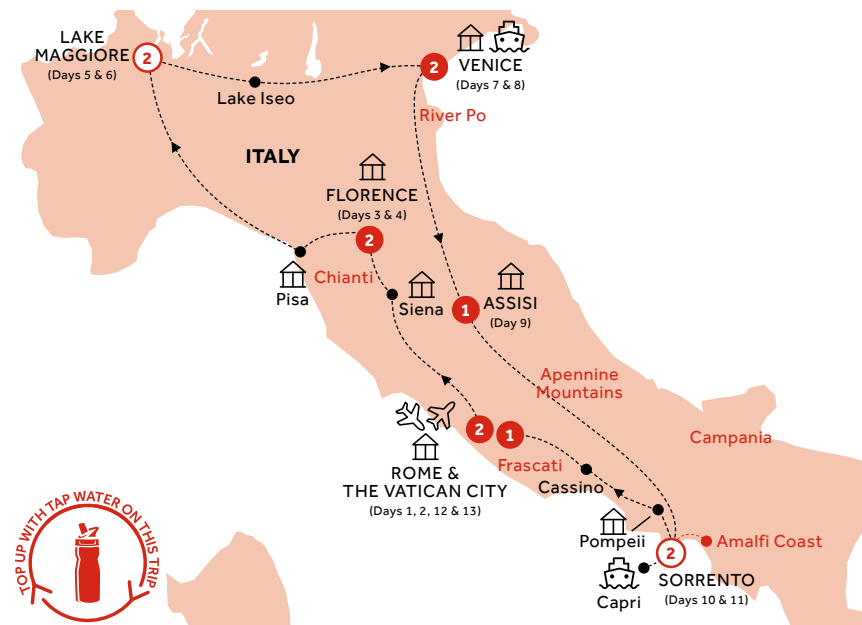 LAKE
MAGGIORE
(Days 5 & 6)
2
Lake Iseo
2
VENICE
(Days 7 & 8)
River Po
ITALY
FLORENCE
(Days 3 & 4)
2
Pisa
Chianti
Siena
1
ASSISI
(Day 9)
Apennine
Mountains
Campania
2
1
ROME &
THE VATICAN CITY
(Days 1, 2, 12 & 13)
Frascati
Cassino
Pompeii
2
Amalfi Coast
Capri
SORRENTO
(Days 10 & 11)
TOP UP WITH TAP WATER ON THIS TRIP